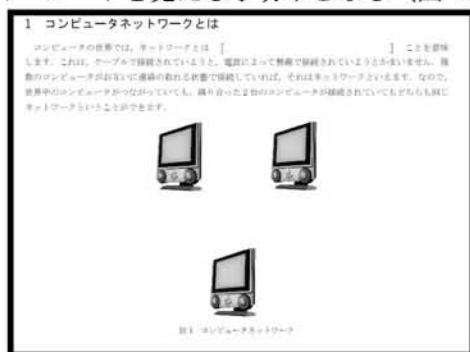 1 コンピュータネットワークとは
コンピュータの世界では、ネットワークとは [ ] ことを意味
します。これは、ケーブルで接続されていようと、電波によって無線で接続されていようとかまいません。複
数のコンピュータがお互いに連絡の取れる状態で接続していれば、それはネットワークといえます。なので、
世界中のコンピュータがつながっていても、隣り合った2台のコンピュータが接続されていてもどちらも同じ
ネットワークということができます。
図1 コンピュータネットワーク